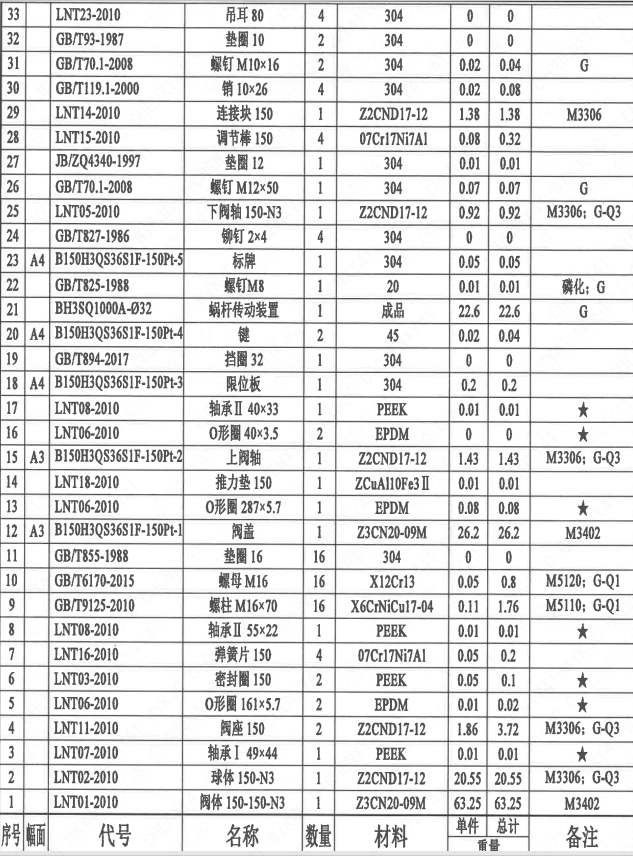 33 LNT23-2010 吊耳 80 4 304 0 0
32 GB/T93-1987 垫圈 10 2 304 0 0
31 GB/T70.1-2008 螺钉 M10×16 2 304 0.02 0.04 G
30 GB/T119.1-2000 销 10×26 4 304 0.02 0.08
29 LNT14-2010 连接块 150 1 Z2CND17-12 1.38 1.38 M3306
28 LNT15-2010 调节棒 150 4 07Cr17Ni7Al 0.08 0.32
27 JB/ZQ4340-1997 垫圈 12 1 304 0.01 0.01
26 GB/T70.1-2008 螺钉 M12×50 1 304 0.07 0.07 G
25 LNT05-2010 下阀轴 150-N3 1 Z2CND17-12 0.92 0.92 M3306; G-Q3
24 GB/T827-1986 铆钉 2×4 4 304 0 0
23 A4 B150H3QS36S1F-150Pt-5 标牌 1 304 0.05 0.05
22 GB/T825-1988 螺钉M8 1 20 0.01 0.01 磷化; G
21 BH3SQ1000A-Ø32 蜗杆传动装置 1 成品 22.6 22.6 G
20 A4 B150H3QS36S1F-150Pt-4 键 2 45 0.02 0.04
19 GB/T894-2017 挡圈 32 1 304 0 0
18 A4 B150H3QS36S1F-150Pt-3 限位板 1 304 0.2 0.2
17 LNT08-2010 轴承Ⅱ 40×33 1 PEEK 0.01 0.01 ★
16 LNT06-2010 O形圈 40×3.5 2 EPDM 0 0 ★
15 A3 B150H3QS36S1F-150Pt-2 上阀轴 1 Z2CND17-12 1.43 1.43 M3306; G-Q3
14 LNT18-2010 推力垫 150 1 ZCuAl10Fe3Ⅱ 0.01 0.01
13 LNT06-2010 O形圈 287×5.7 1 EPDM 0.08 0.08 ★
12 A3 B150H3QS36S1F-150Pt-1 阀盖 1 Z3CN20-09M 26.2 26.2 M3402
11 GB/T855-1988 垫圈 16 16 304 0 0
10 GB/T6170-2015 螺母 M16 16 X12Cr13 0.05 0.8 M5120; G-Q1
9 GB/T9125-2010 螺柱 M16×70 16 X6CrNiCu17-04 0.11 1.76 M5110; G-Q1
8 LNT08-2010 轴承Ⅱ 55×22 1 PEEK 0.01 0.01 ★
7 LNT16-2010 弹簧片 150 4 07Cr17Ni7Al 0.05 0.2
6 LNT03-2010 密封圈 150 2 PEEK 0.05 0.1 ★
5 LNT06-2010 O形圈 161×5.7 2 EPDM 0.01 0.02 ★
4 LNT11-2010 阀座 150 2 Z2CND17-12 1.86 3.72 M3306; G-Q3
3 LNT07-2010 轴承Ⅰ 49×44 1 PEEK 0.01 0.01 ★
2 LNT02-2010 球体 150-N3 1 Z2CND17-12 20.55 20.55 M3306; G-Q3
1 LNT01-2010 阀体 150-150-N3 1 Z3CN20-09M 63.25 63.25 M3402
序号 幅面 代号 名称 数量 材料 单件 总计 备注
重量